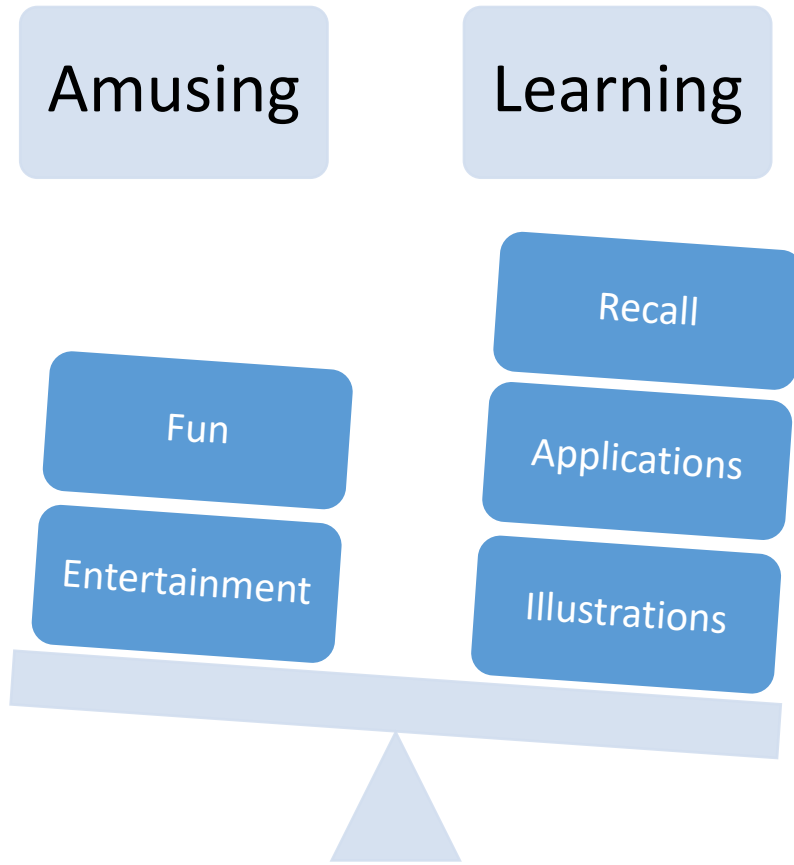 Amusing
Learning
Recall
Fun
Applications
Entertainment
Illustrations